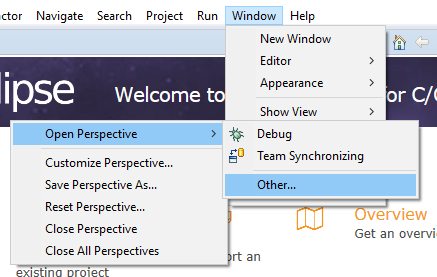 actor Navigate Search Project Run Window Help
New Window
Editor
Appearance
lipse Welcome to for C/C
Show View
Open Perspective
Debug
Team Synchronizing
Other...
Customize Perspective...
Save Perspective As...
Reset Perspective...
Close Perspective
Close All Perspectives
Overview
Get an overvi
ort an
existing project